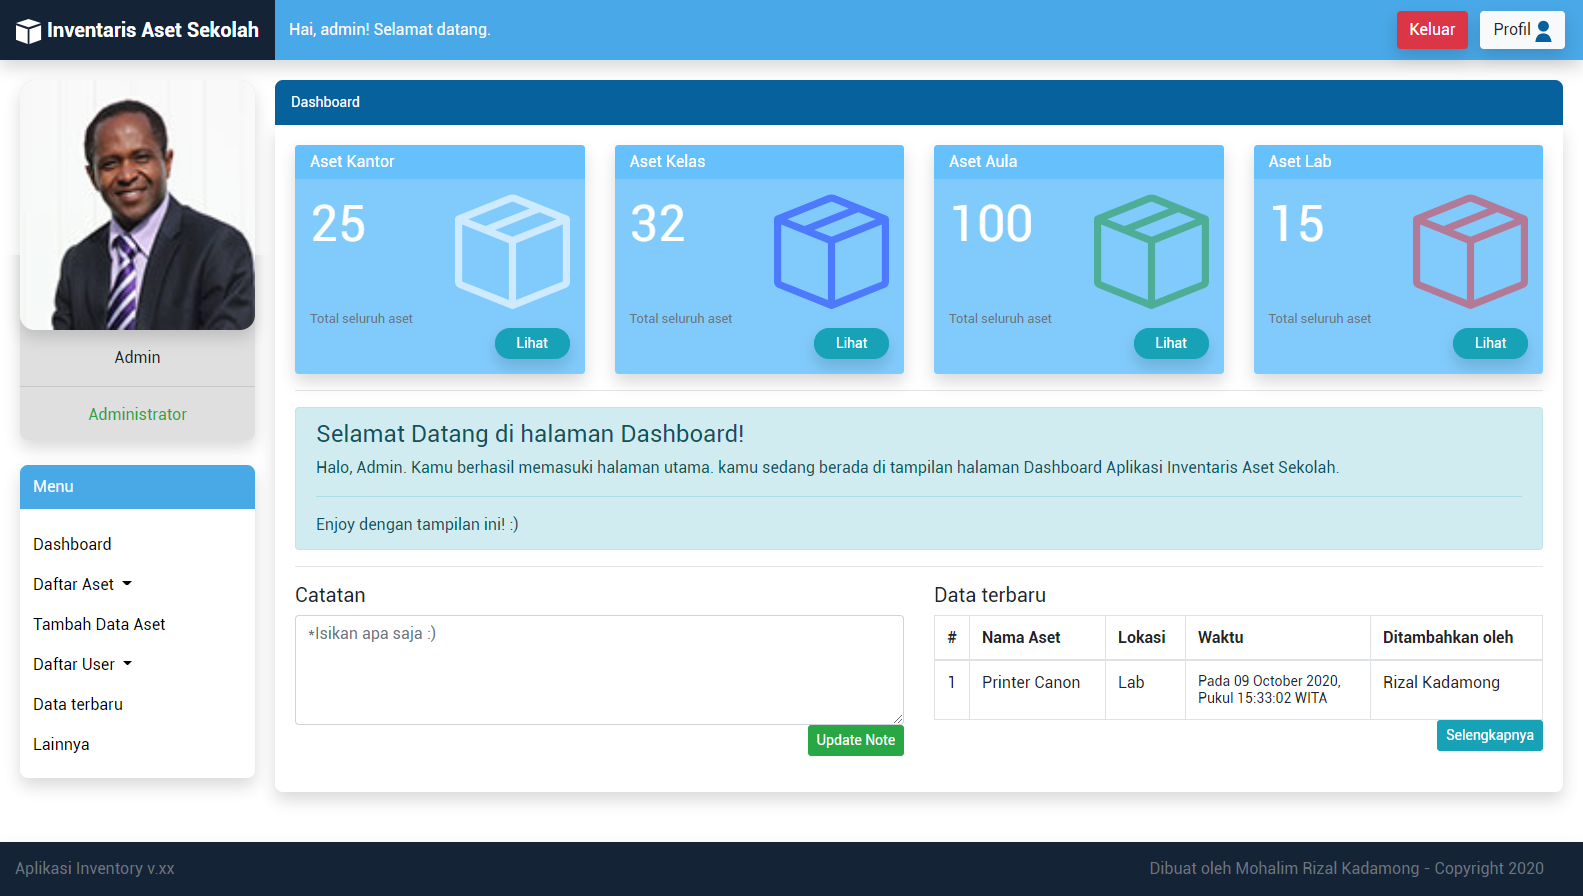 Inventaris Aset Sekolah
Hai, admin! Selamat datang.
Keluar
Profil
Admin
Administrator
Menu
Dashboard
Daftar Aset
Tambah Data Aset
Daftar User
Data terbaru
Lainnya
Dashboard
Aset Kantor
25
Total seluruh aset
Lihat
Aset Kelas
32
Total seluruh aset
Lihat
Aset Aula
100
Total seluruh aset
Lihat
Aset Lab
15
Total seluruh aset
Lihat
Selamat Datang di halaman Dashboard!
Halo, Admin. Kamu berhasil memasuki halaman utama. kamu sedang berada di tampilan halaman Dashboard Aplikasi Inventaris Aset Sekolah.
Enjoy dengan tampilan ini! :)
Catatan
*Isikan apa saja :)
Update Note
Data terbaru
# Nama Aset Lokasi Waktu Ditambahkan oleh
1 Printer Canon Lab Pada 09 October 2020, Rizal Kadamong
Pukul 15:33:02 WITA
Selengkapnya
Aplikasi Inventory v.xx
Dibuat oleh Mohalim Rizal Kadamong - Copyright 2020